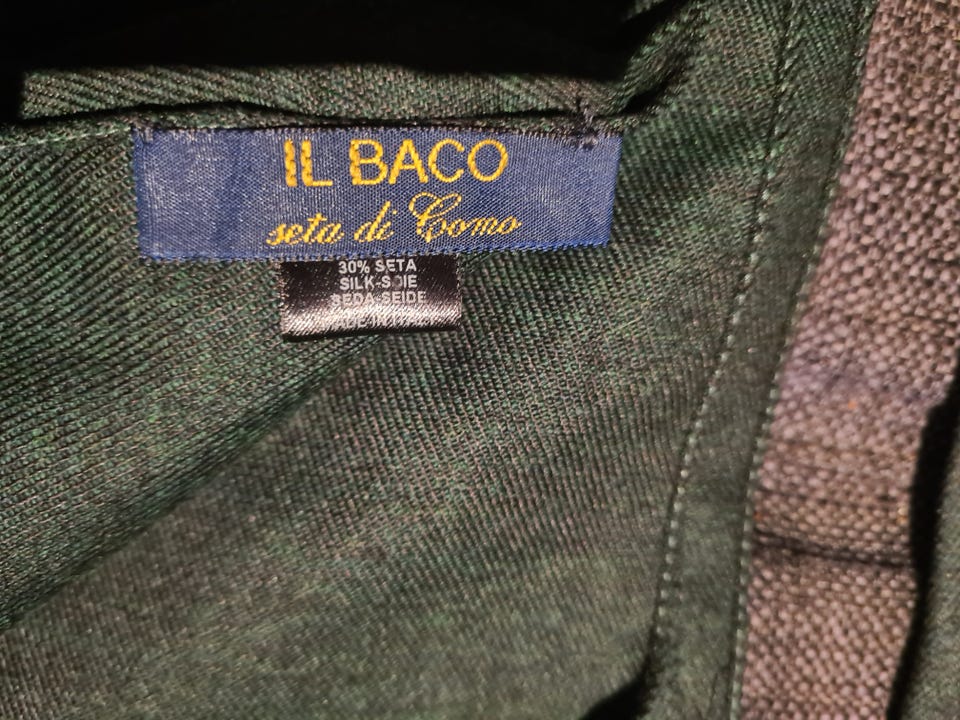 IL BACO
seta di Como
30% SETA
SILK-SOIE
SEDA-SEIDE